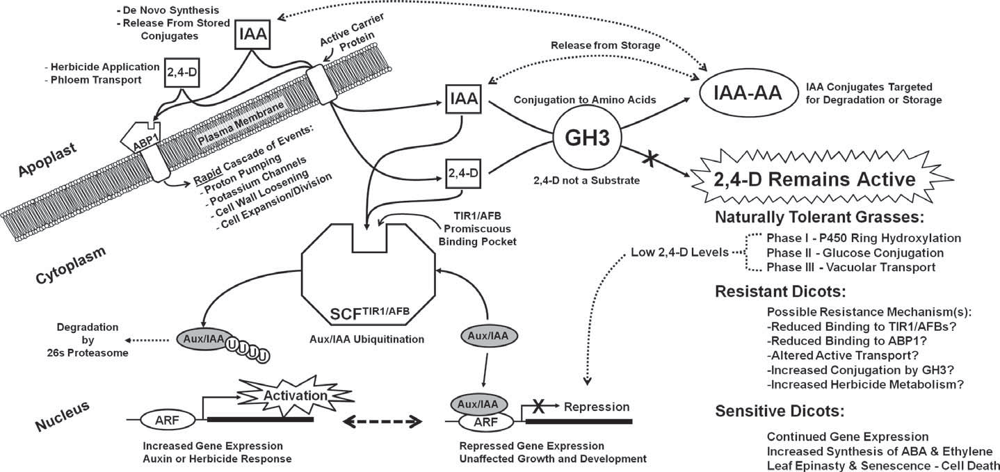 - De Novo Synthesis
- Release From Stored
Conjugates
IAA
Active Carrier
Protein
- Herbicide Application
- Phloem Transport
2,4-D
Release from Storage
Plasma Membrane
ABP1
Apoplast
Rapid Cascade of Events:
- Proton Pumping
- Potassium Channels
- Cell Wall Loosening
- Cell Expansion/Division
IAA
Conjugation to Amino Acids
GH3
IAA-AA
IAA Conjugates Targeted
for Degradation or Storage
2,4-D
2,4-D not a Substrate
X
2,4-D Remains Active
TIR1/AFB
Promiscuous
Binding Pocket
Cytoplasm
SCFTIR1/AFB
Aux/IAA Ubiquitination
Degradation
by
26s Proteasome
Aux/IAA
U U U U
Aux/IAA
Naturally Tolerant Grasses:
Low 2,4-D Levels
Phase I - P450 Ring Hydroxylation
Phase II - Glucose Conjugation
Phase III - Vacuolar Transport
Resistant Dicots:
Possible Resistance Mechanism(s):
-Reduced Binding to TIR1/AFBs?
-Reduced Binding to ABP1?
-Altered Active Transport?
-Increased Conjugation by GH3?
-Increased Herbicide Metabolism?
Nucleus
ARF
Activation
Increased Gene Expression
Auxin or Herbicide Response
Aux/IAA
ARF
X
Repression
Repressed Gene Expression
Unaffected Growth and Development
Sensitive Dicots:
Continued Gene Expression
Increased Synthesis of ABA & Ethylene
Leaf Epinasty & Senescence - Cell Death